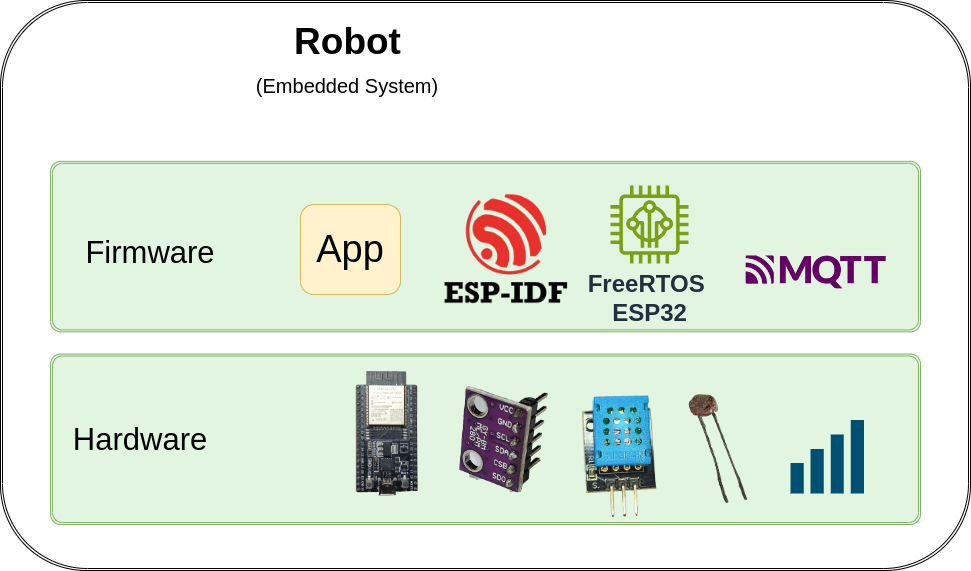 Robot
(Embedded System)
Firmware
App
ESP-IDF
FreeRTOS
ESP32
MQTT
Hardware
VCC
GND
SCL
SDA
CSB
SDO
S.